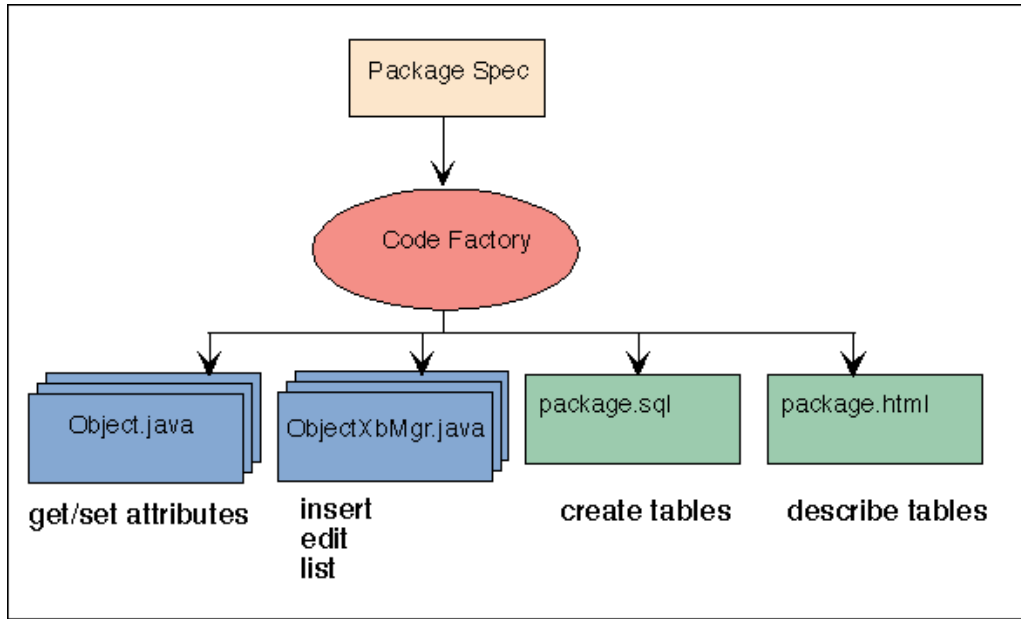 Package Spec
Code Factory
Object.java
ObjectXbMgr.java
package.sql
package.html
get/set attributes
insert
edit
list
create tables
describe tables